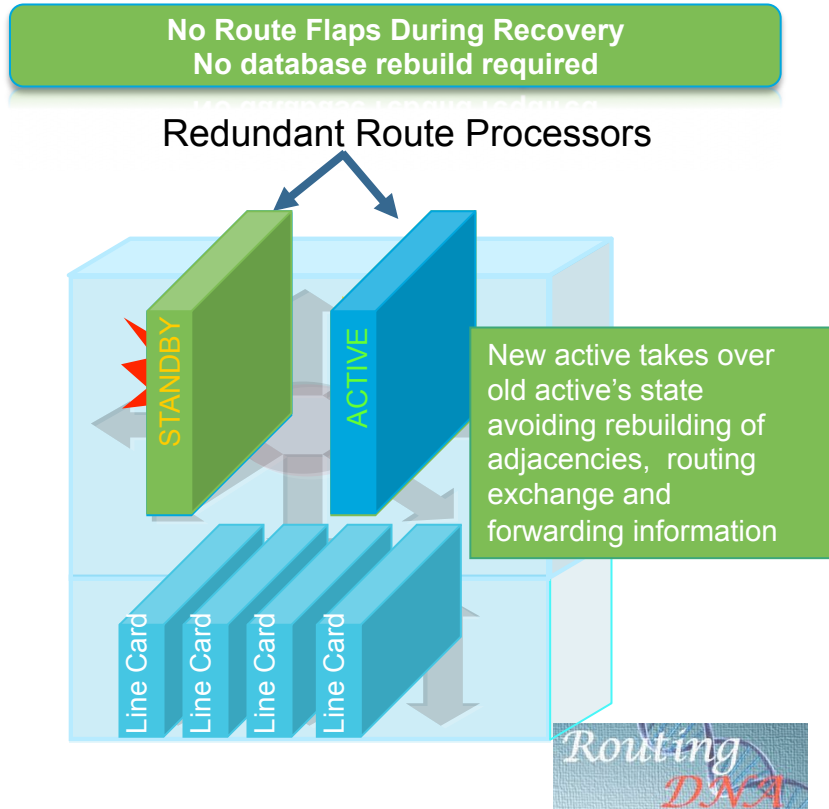 No Route Flaps During Recovery
No database rebuild required
Redundant Route Processors
STANDBY
ACTIVE
New active takes over
old active's state
avoiding rebuilding of
adjacencies, routing
exchange and
forwarding information
Line Card
Line Card
Line Card
Line Card
Routing
DNA